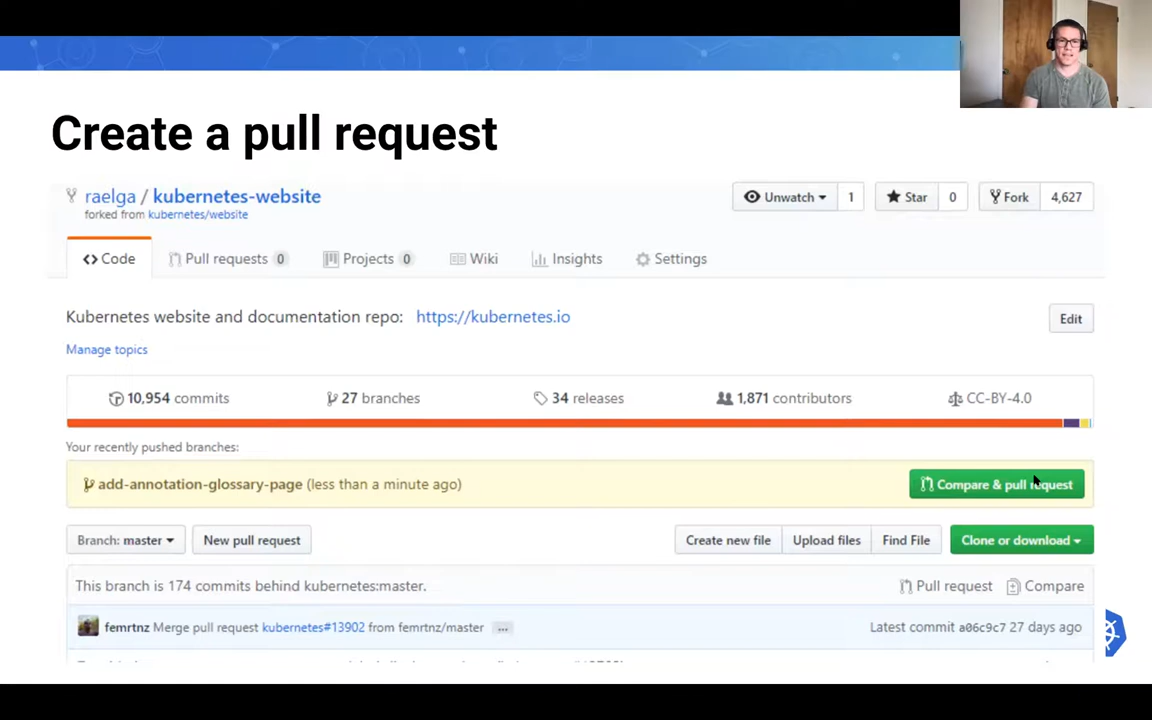 Create a pull request
raelga / kubernetes-website
forked from kubernetes/website
Unwatch 1 Star 0 Fork 4,627
Code Pull requests 0 Projects 0 Wiki Insights Settings
Kubernetes website and documentation repo: https://kubernetes.io Edit
Manage topics
10,954 commits 27 branches 34 releases 1,871 contributors CC-BY-4.0
Your recently pushed branches:
add-annotation-glossary-page (less than a minute ago) Compare & pull request
Branch: master New pull request Create new file Upload files Find File Clone or download
This branch is 174 commits behind kubernetes:master. Pull request Compare
femrtnz Merge pull request kubernetes#13902 from femrtnz/master ... Latest commit a06c9c7 27 days ago